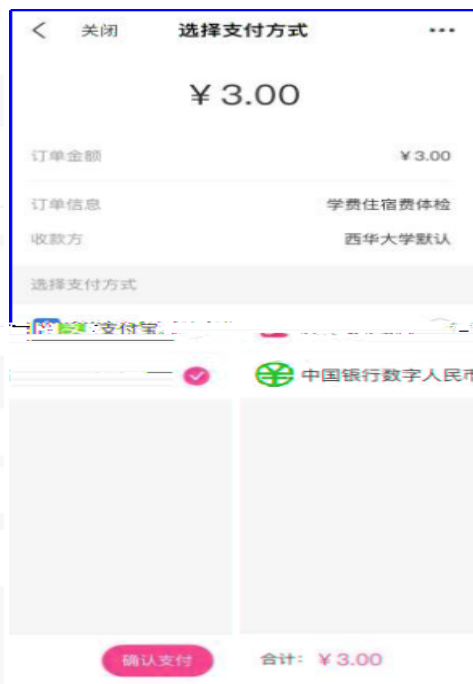 关闭 选择支付方式
¥ 3.00
订单金额 ¥3.00
订单信息 学费住宿费体检
收款方 西华大学默认
选择支付方式
支付宝
中国银行数字人民币
确认支付 合计: ¥3.00